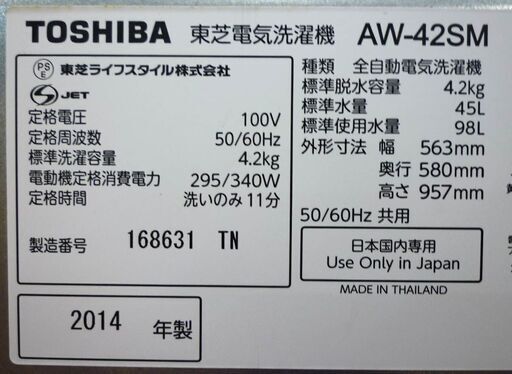 TOSHIBA 東芝電気洗濯機 AW-42SM
PS E 東芝ライフスタイル株式会社
S JET
定格電圧 100V
定格周波数 50/60Hz
標準洗濯容量 4.2kg
電動機定格消費電力 295/340W
定格時間 洗いのみ11分
製造番号 168631 TN
2014 年製
種類 全自動電気洗濯機
標準脱水容量 4.2kg
標準水量 45L
標準使用水量 98L
外形寸法 幅 563mm
奥行 580mm
高さ 957mm
50/60Hz 共用
日本国内専用
Use Only in Japan
MADE IN THAILAND